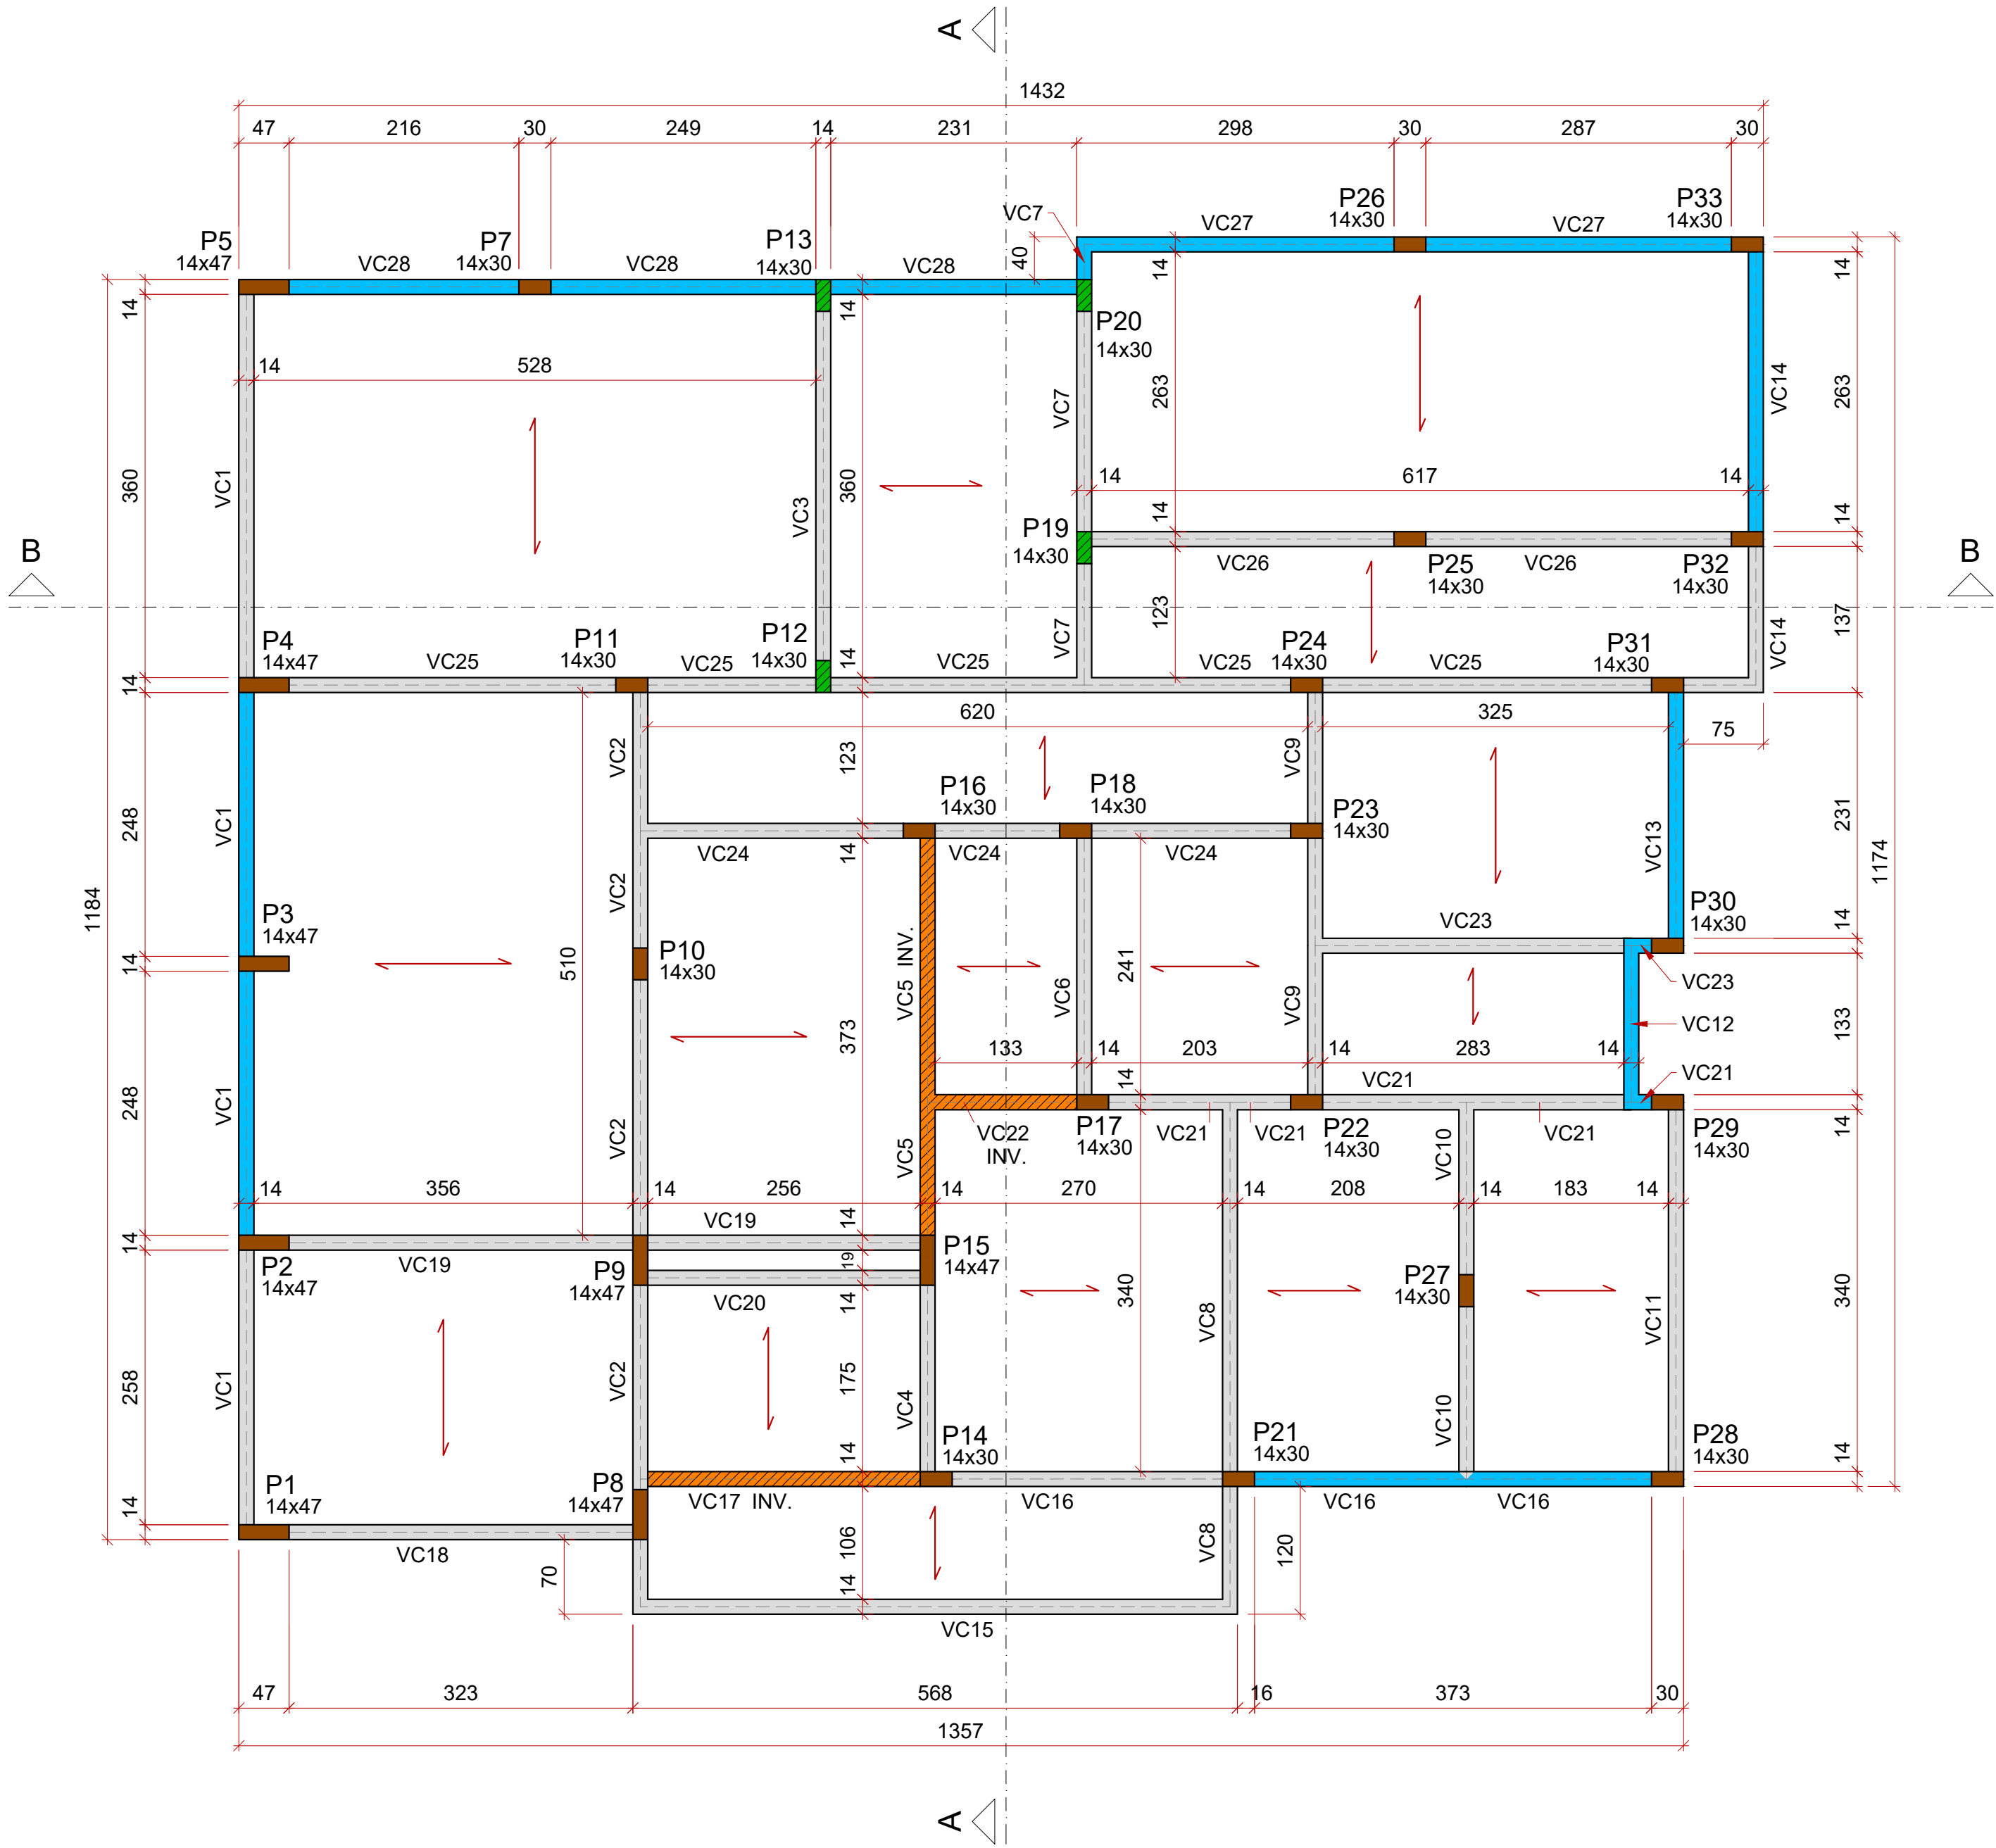 A
1432
47 216 30 249 14 231 298 30 287 30
P5
14x47
VC28
P7
14x30
VC28
P13
14x30
VC28
VC7
40
VC27
P26
14x30
VC27
P33
14x30
14
14
14
14
P20
14x30
14 528
263
263
VC14
360
VC1
VC3
360
VC7
14 617 14
14
14
P19
14x30
B
B
VC26
P25
14x30
VC26
P32
14x30
123
137
P4
14x47
VC25
P11
14x30
VC25
P12
14x30
14
VC25
VC7
VC25
P24
14x30
VC25
P31
14x30
VC14
14
620
325
75
VC2
123
VC9
248
VC1
P16
14x30
P18
14x30
P23
14x30
231
VC13
VC24
14
VC24
VC24
1184
1174
VC2
P3
14x47
P30
14x30
14
VC23
14
P10
14x30
510
VC5 INV.
241
VC23
VC6
VC9
VC12
373
133
133 14 203 14 283 14
248
VC1
14
VC21
VC21
VC2
VC5
VC22
INV.
P17
14x30
VC21
VC21
P22
14x30
VC10
VC21
P29
14x30
14
14 356 14 256 14 270 14 208 14 183 14
VC19
14
14
P2
14x47
VC19
P9
14x47
19
P15
14x47
P27
14x30
VC20
14
340
VC8
VC11
340
258
VC1
VC2
175
VC4
VC10
P1
14x47
P8
14x47
14
P14
14x30
P21
14x30
P28
14x30
14
14
VC17 INV.
VC16
VC16
VC16
VC18
70
106
VC8
120
14
VC15
47 323 568 16 373 30
1357
A